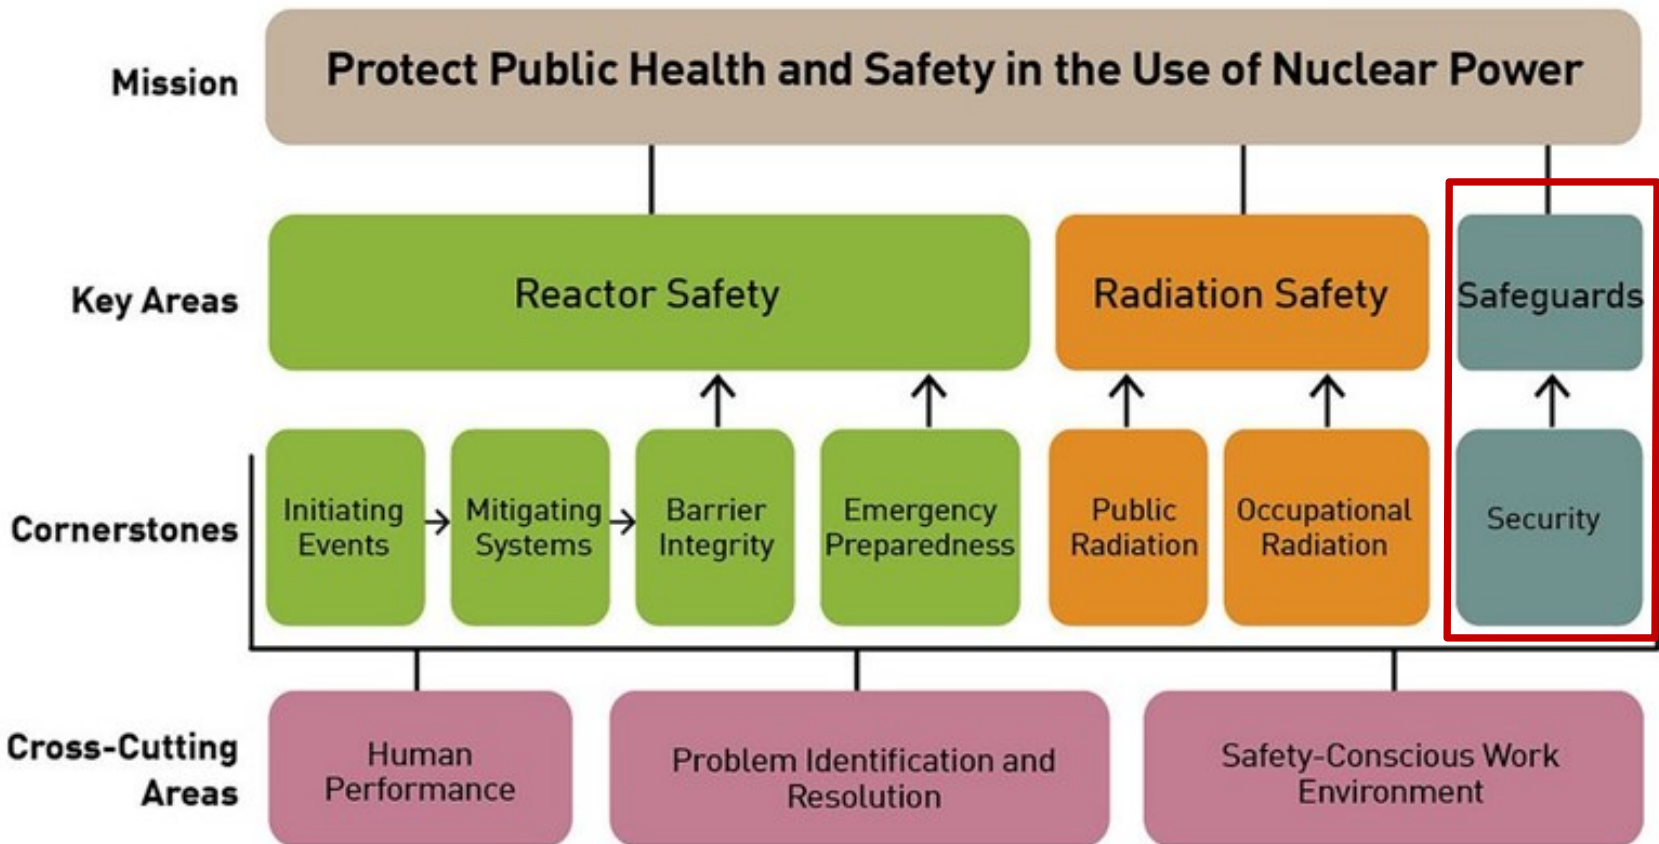 Mission
Protect Public Health and Safety in the Use of Nuclear Power
Key Areas
Reactor Safety
Radiation Safety
Safeguards
Cornerstones
Initiating
Events
Mitigating
Systems
Barrier
Integrity
Emergency
Preparedness
Public
Radiation
Occupational
Radiation
Security
Cross-Cutting
Areas
Human
Performance
Problem Identification and
Resolution
Safety-Conscious Work
Environment